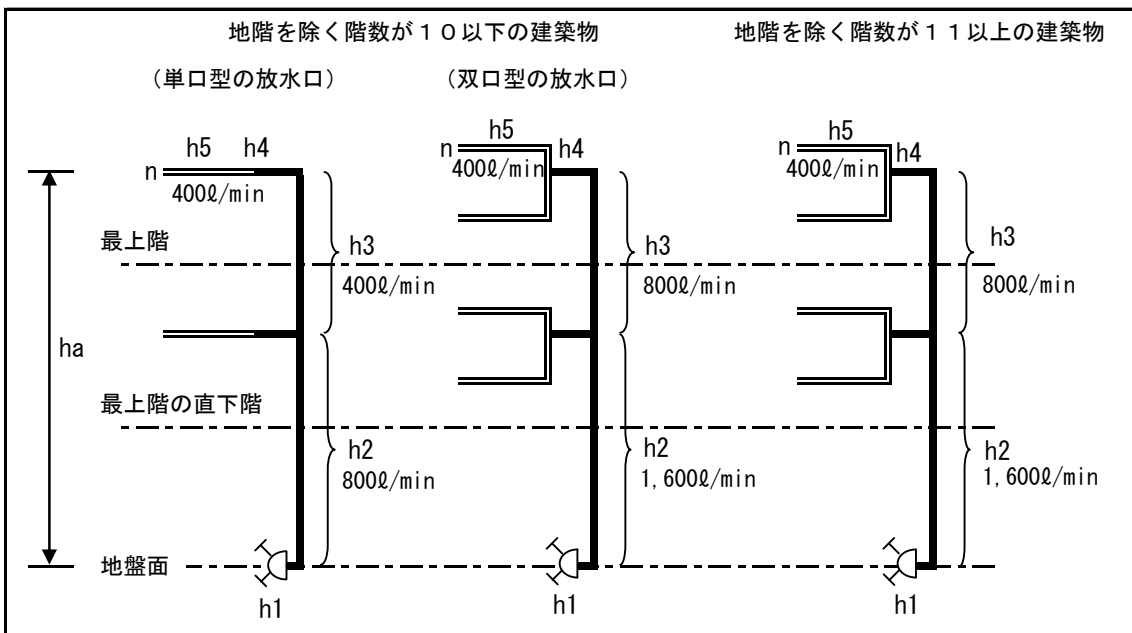 地階を除く階数が１０以下の建築物
地階を除く階数が１１以上の建築物
（単口型の放水口）
（双口型の放水口）
h5 h4
n
400ℓ/min
h5
n
h4
400ℓ/min
h5
n
h4
400ℓ/min
最上階
h3
400ℓ/min
h3
800ℓ/min
h3
800ℓ/min
ha
最上階の直下階
h2
800ℓ/min
h2
1,600ℓ/min
h2
1,600ℓ/min
地盤面
h1
h1
h1